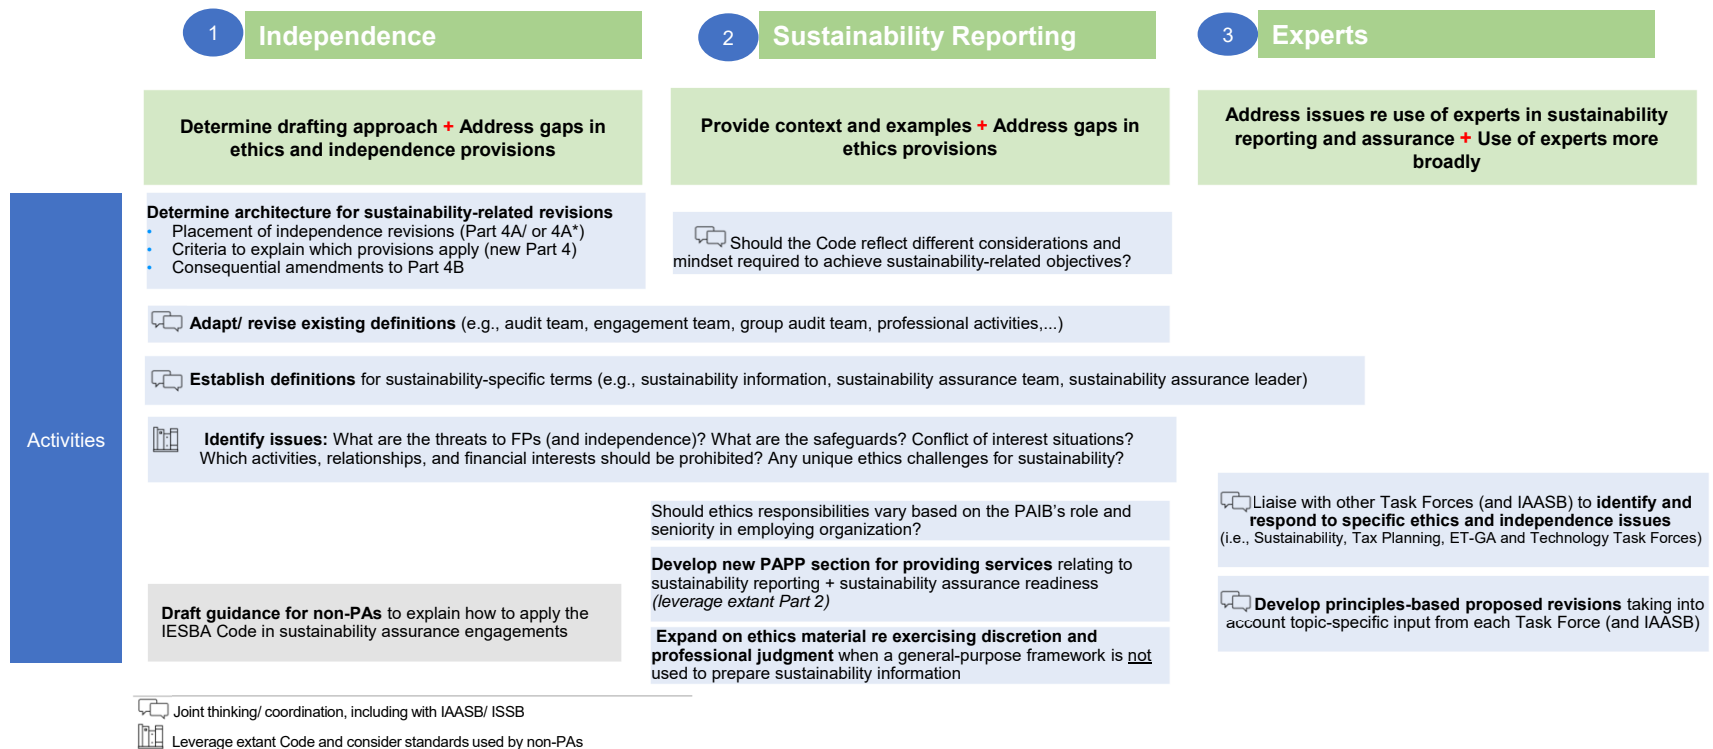 1
Independence
2
Sustainability Reporting
3
Experts
Determine drafting approach + Address gaps in
ethics and independence provisions
Provide context and examples + Address gaps in
ethics provisions
Address issues re use of experts in sustainability
reporting and assurance + Use of experts more
broadly
Activities
Determine architecture for sustainability-related revisions
• Placement of independence revisions (Part 4A/ or 4A*)
• Criteria to explain which provisions apply (new Part 4)
• Consequential amendments to Part 4B
Should the Code reflect different considerations and
mindset required to achieve sustainability-related objectives?
Adapt/ revise existing definitions (e.g., audit team, engagement team, group audit team, professional activities,...)
Establish definitions for sustainability-specific terms (e.g., sustainability information, sustainability assurance team, sustainability assurance leader)
Identify issues: What are the threats to FPs (and independence)? What are the safeguards? Conflict of interest situations?
Which activities, relationships, and financial interests should be prohibited? Any unique ethics challenges for sustainability?
Should ethics responsibilities vary based on the PAIB's role and
seniority in employing organization?
Develop new PAPP section for providing services relating to
sustainability reporting + sustainability assurance readiness
(leverage extant Part 2)
Expand on ethics material re exercising discretion and
professional judgment when a general-purpose framework is not
used to prepare sustainability information
Draft guidance for non-PAs to explain how to apply the
IESBA Code in sustainability assurance engagements
Liaise with other Task Forces (and IAASB) to identify and
respond to specific ethics and independence issues
(i.e., Sustainability, Tax Planning, ET-GA and Technology Task Forces)
Develop principles-based proposed revisions taking into
account topic-specific input from each Task Force (and IAASB)
Joint thinking/ coordination, including with IAASB/ ISSB
Leverage extant Code and consider standards used by non-PAs